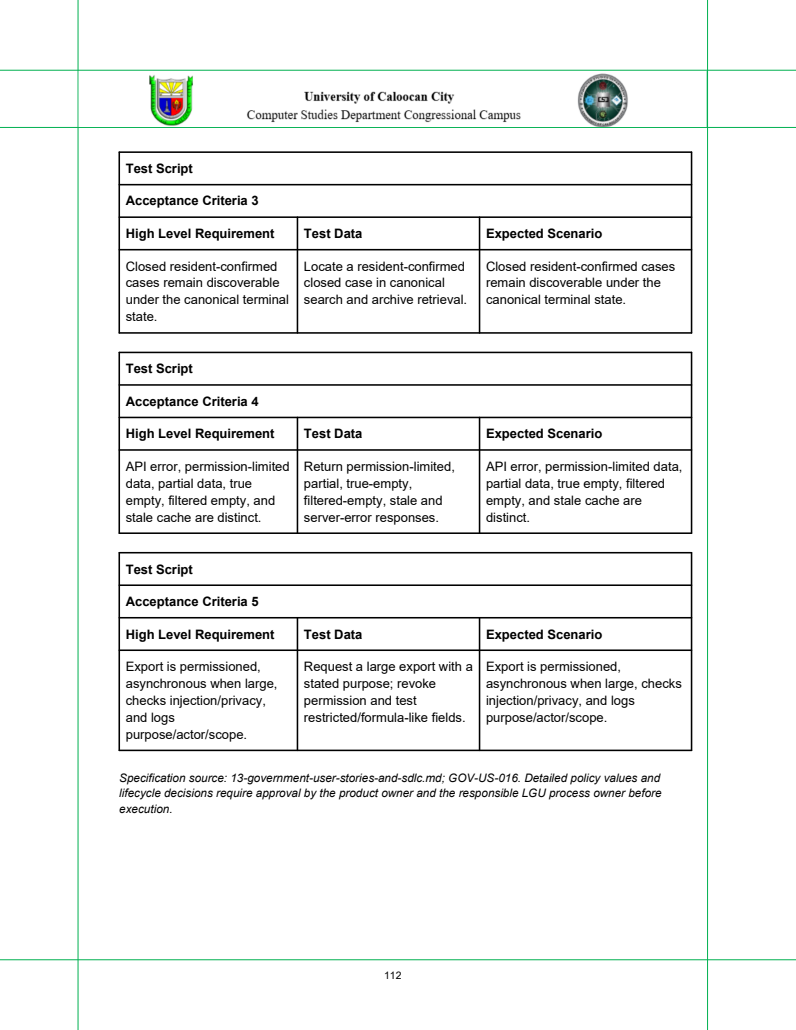 University of Caloocan City
Computer Studies Department Congressional Campus
Test Script
Acceptance Criteria 3
High Level Requirement
Test Data
Expected Scenario
Closed resident-confirmed
cases remain discoverable
under the canonical terminal
state.
Locate a resident-confirmed
closed case in canonical
search and archive retrieval.
Closed resident-confirmed cases
remain discoverable under the
canonical terminal state.
Test Script
Acceptance Criteria 4
High Level Requirement
Test Data
Expected Scenario
API error, permission-limited
data, partial data, true
empty, filtered empty, and
stale cache are distinct.
Return permission-limited,
partial, true-empty,
filtered-empty, stale and
server-error responses.
API error, permission-limited data,
partial data, true empty, filtered
empty, and stale cache are
distinct.
Test Script
Acceptance Criteria 5
High Level Requirement
Test Data
Expected Scenario
Export is permissioned,
asynchronous when large,
checks injection/privacy,
and logs
purpose/actor/scope.
Request a large export with a
stated purpose; revoke
permission and test
restricted/formula-like fields.
Export is permissioned,
asynchronous when large, checks
injection/privacy, and logs
purpose/actor/scope.
Specification source: 13-government-user-stories-and-sdlc.md; GOV-US-016. Detailed policy values and
lifecycle decisions require approval by the product owner and the responsible LGU process owner before
execution.
112